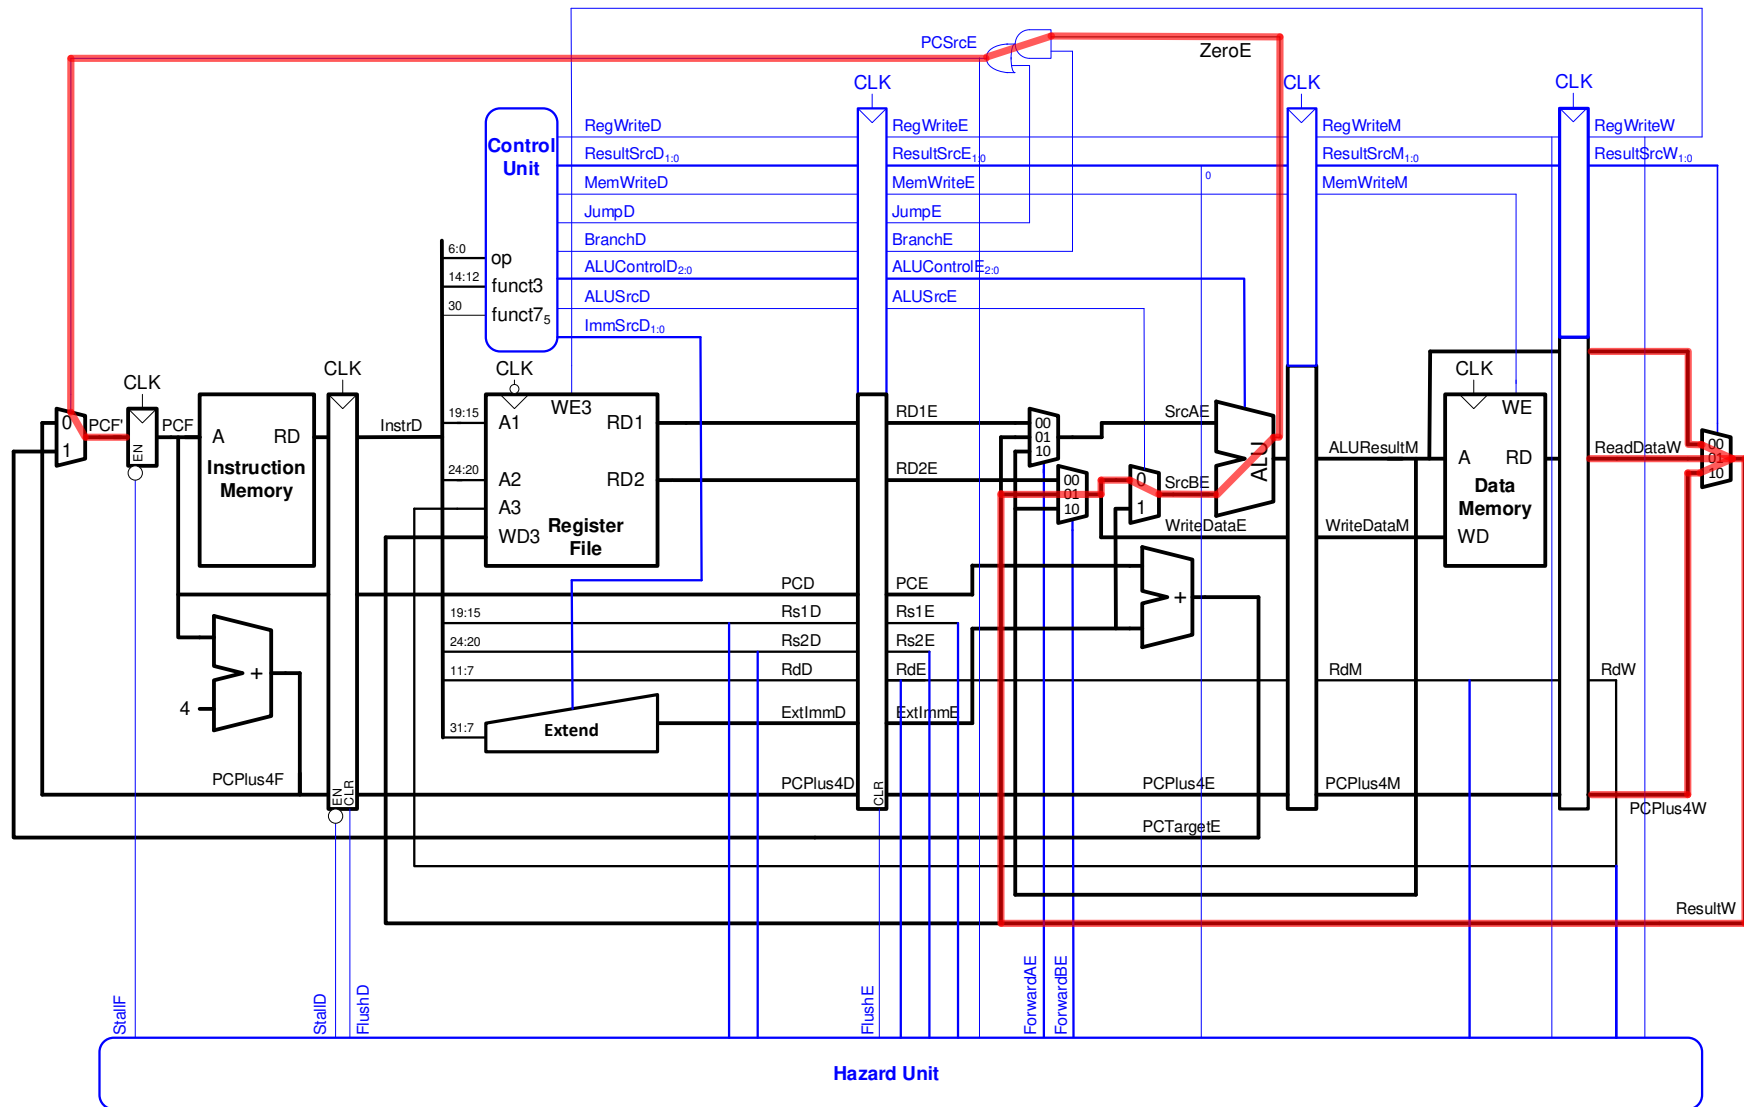 PCSrcE
ZeroE
CLK
CLK
CLK
Control
Unit
RegWriteD
RegWriteE
RegWriteM
RegWriteW
ResultSrcD1:0
ResultSrcE1:0
ResultSrcM1:0
ResultSrcW1:0
0
MemWriteD
MemWriteE
MemWriteM
JumpD
JumpE
BranchD
BranchE
6:0
op
ALUControlD2:0
ALUControlE2:0
14:12
funct3
ALUSrcD
ALUSrcE
30
funct75
ImmSrcD1:0
CLK
CLK
CLK
CLK
0
1
PCF'
EN
PCF
A
RD
Instruction
Memory
InstrD
19:15
A1
WE3
RD1
RD1E
00
01
10
SrcAE
ALU
ALUResultM
WE
A
RD
Data
Memory
WD
ReadDataW
00
01
10
24:20
A2
RD2
RD2E
00
01
10
0
1
SrcBE
A3
WD3
Register
File
WriteDataE
WriteDataM
PCD
PCE
+
19:15
Rs1D
Rs1E
24:20
Rs2D
Rs2E
11:7
RdD
RdE
RdM
RdW
+
4
31:7
Extend
ExtImmD
ExtImmE
PCPlus4F
EN
CLR
PCPlus4D
CLR
PCPlus4E
PCPlus4M
PCPlus4W
PCTargetE
ResultW
StallF
StallD
FlushD
FlushE
ForwardAE
ForwardBE
Hazard Unit